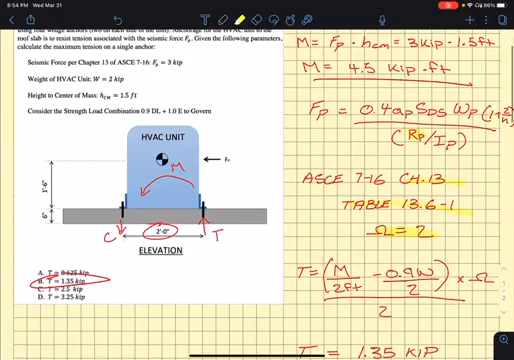 8:54 PM Wed Mar 31
using four wedge anchors (two on each side of the unit). Anchorage for the HVAC unit to the
roof slab is to resist tension associated with the seismic force Fp. Given the following parameters,
calculate the maximum tension on a single anchor:
Seismic Force per Chapter 13 of ASCE 7-16: Fp = 3 kip
Weight of HVAC Unit: W = 2 kip
Height to Center of Mass: hCM = 1.5 ft
Consider the Strength Load Combination 0.9 DL + 1.0 E to Govern
HVAC UNIT
M
1'-6"
6"
C
2'-0"
T
ELEVATION
A. T = 0.625 kip
B. T = 1.35 kip
C. T = 2.5 kip
D. T = 3.25 kip
M = Fp · hcm = 3 kip · 1.5ft
M = 4.5 kip · ft
Fp = 0.4 ap SDS Wp (1+2z/h)
(Rp/Ip)
ASCE 7-16 C4.13
TABLE 13.6-1
Ω = 2
T = (M/2ft - 0.9W/2) × Ω
2
T = 1.35 KIP